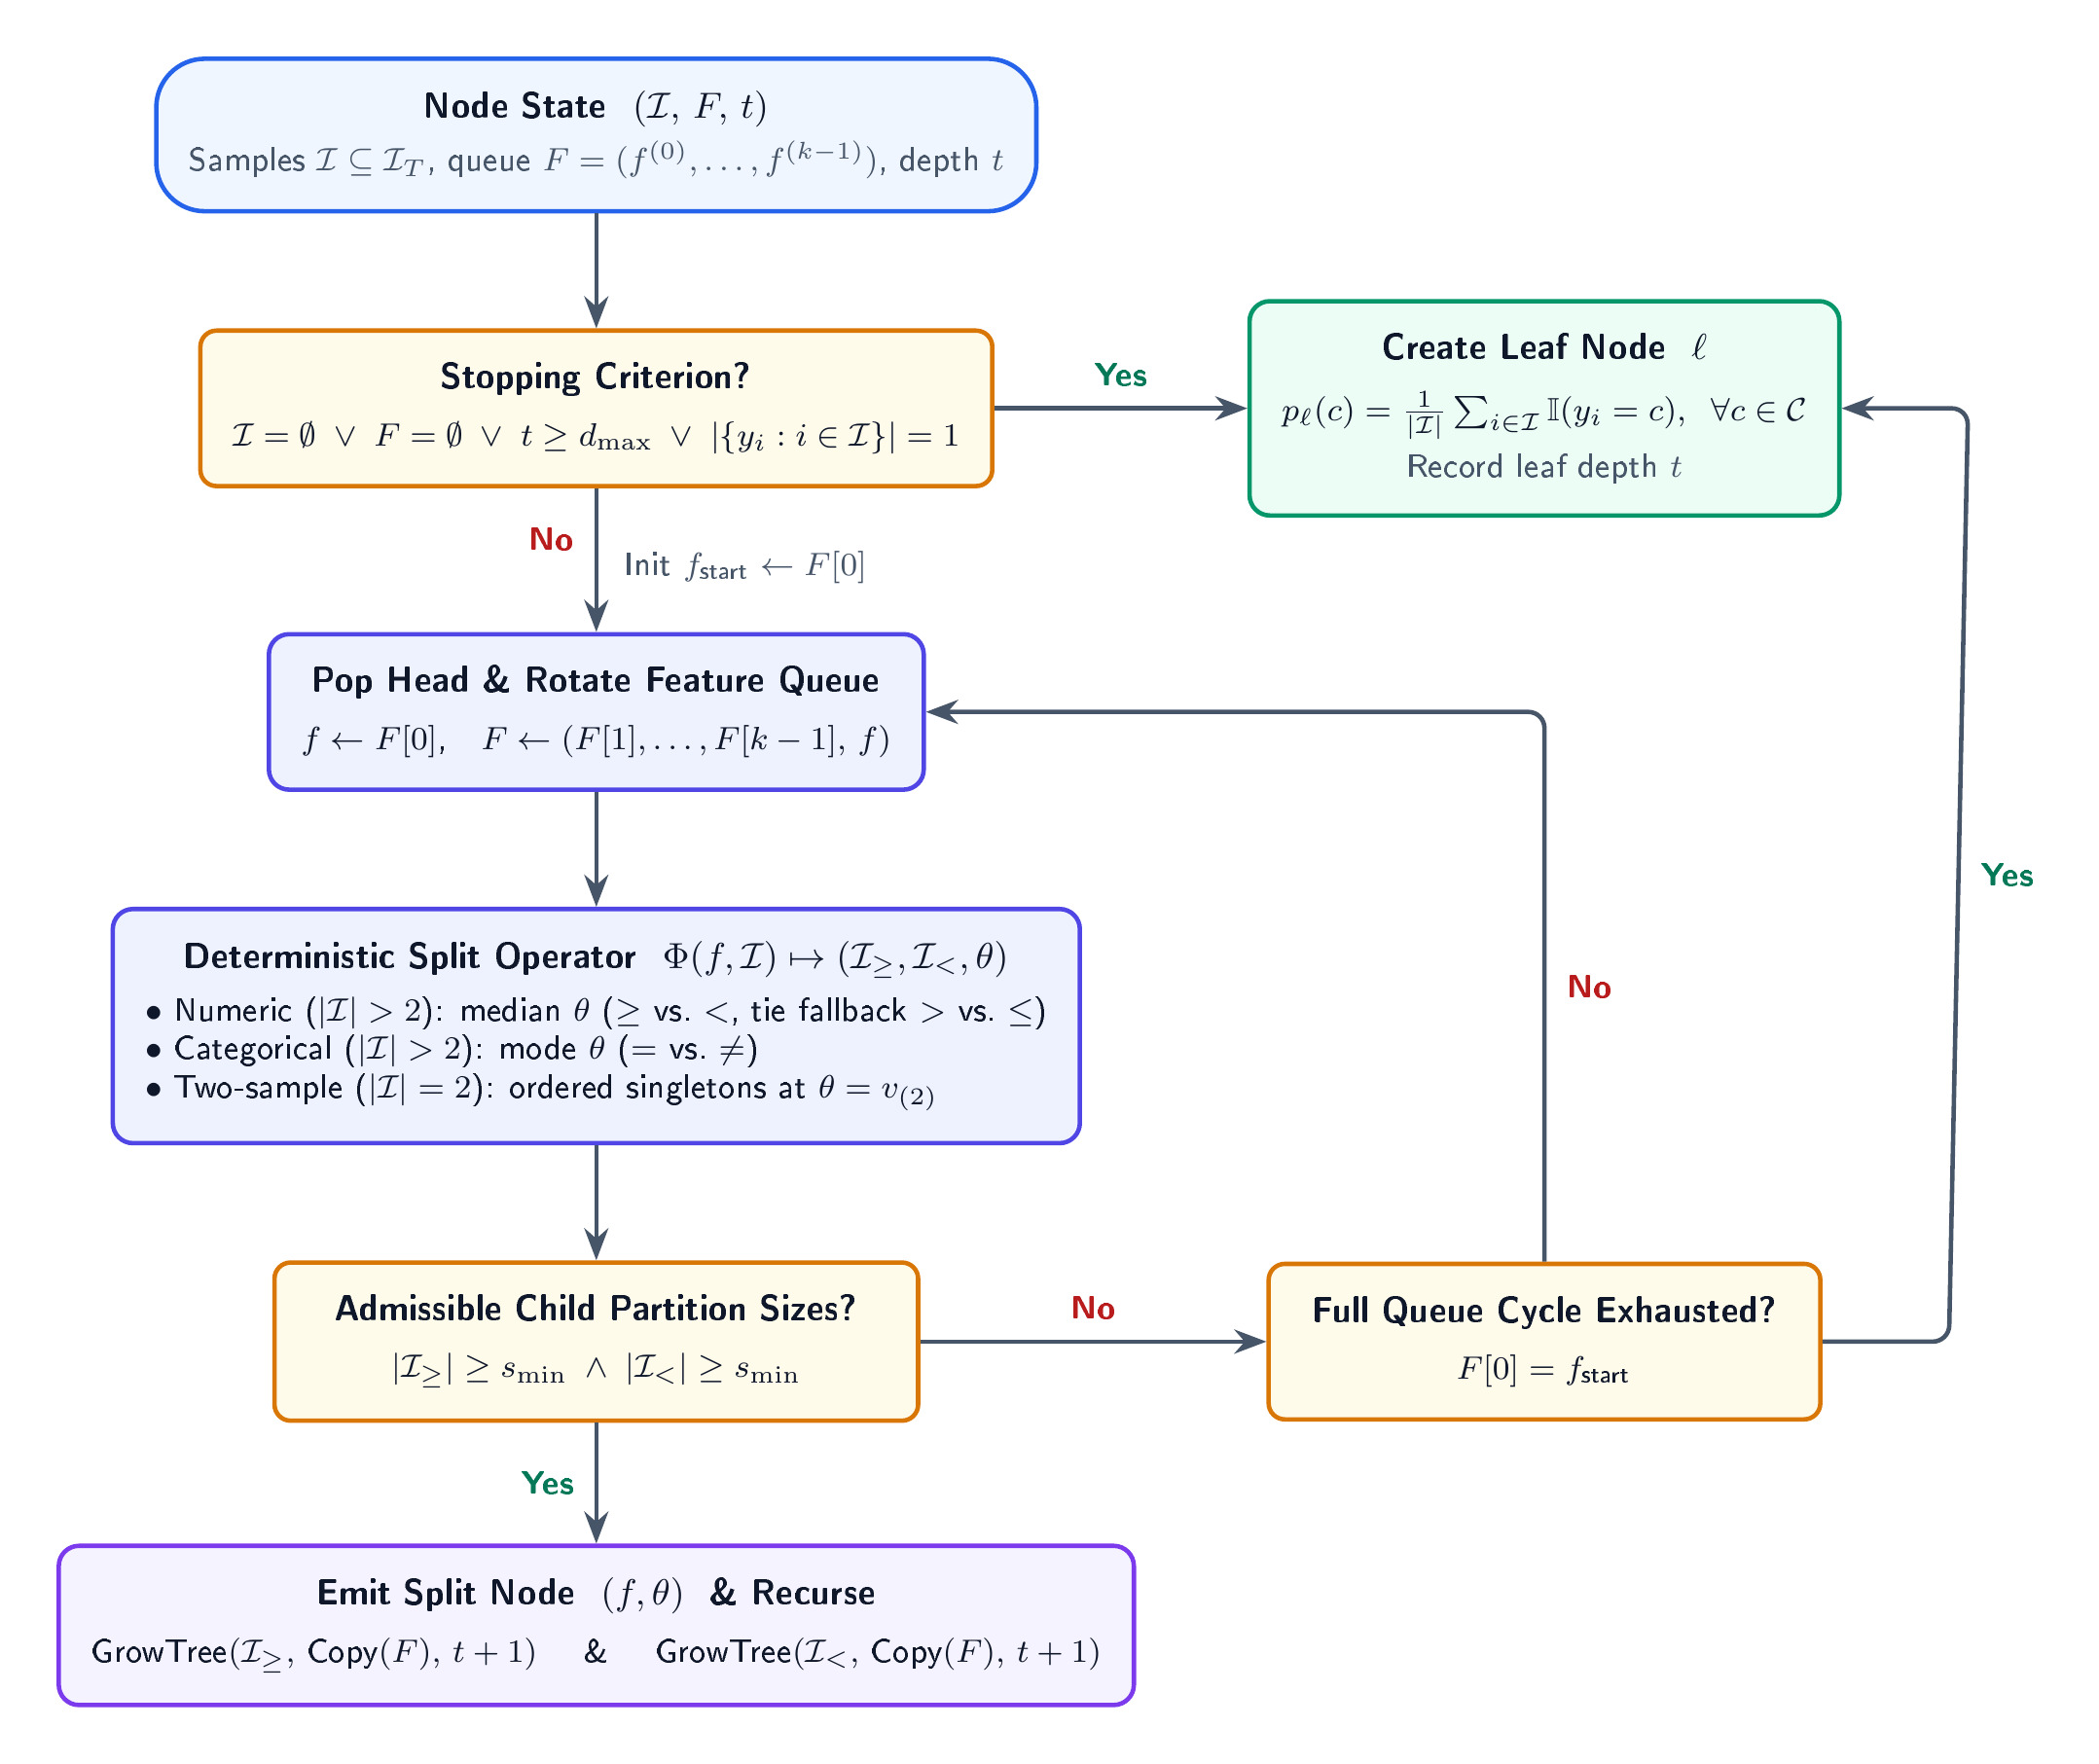 Node State (ℐ, F, t)
Samples ℐ ⊆ ℐ_T, queue F = (f^(0), …, f^(k−1)), depth t
Stopping Criterion?
ℐ = ∅ ∨ F = ∅ ∨ t ≥ d_max ∨ |{y_i : i ∈ ℐ}| = 1
Yes
Create Leaf Node ℓ
p_ℓ(c) = 1/|ℐ| ∑_{i∈ℐ} 𝕀(y_i = c), ∀c ∈ 𝒞
Record leaf depth t
No
Init f_start ← F[0]
Pop Head & Rotate Feature Queue
f ← F[0], F ← (F[1], …, F[k − 1], f)
Deterministic Split Operator Φ(f, ℐ) ↦ (ℐ_≥, ℐ_<, θ)
• Numeric (|ℐ| > 2): median θ (≥ vs. <, tie fallback > vs. ≤)
• Categorical (|ℐ| > 2): mode θ (= vs. ≠)
• Two-sample (|ℐ| = 2): ordered singletons at θ = v_(2)
Yes
No
Admissible Child Partition Sizes?
|ℐ_≥| ≥ s_min ∧ |ℐ_<| ≥ s_min
No
Full Queue Cycle Exhausted?
F[0] = f_start
Yes
Emit Split Node (f, θ) & Recurse
GrowTree(ℐ_≥, Copy(F), t + 1) & GrowTree(ℐ_<, Copy(F), t + 1)